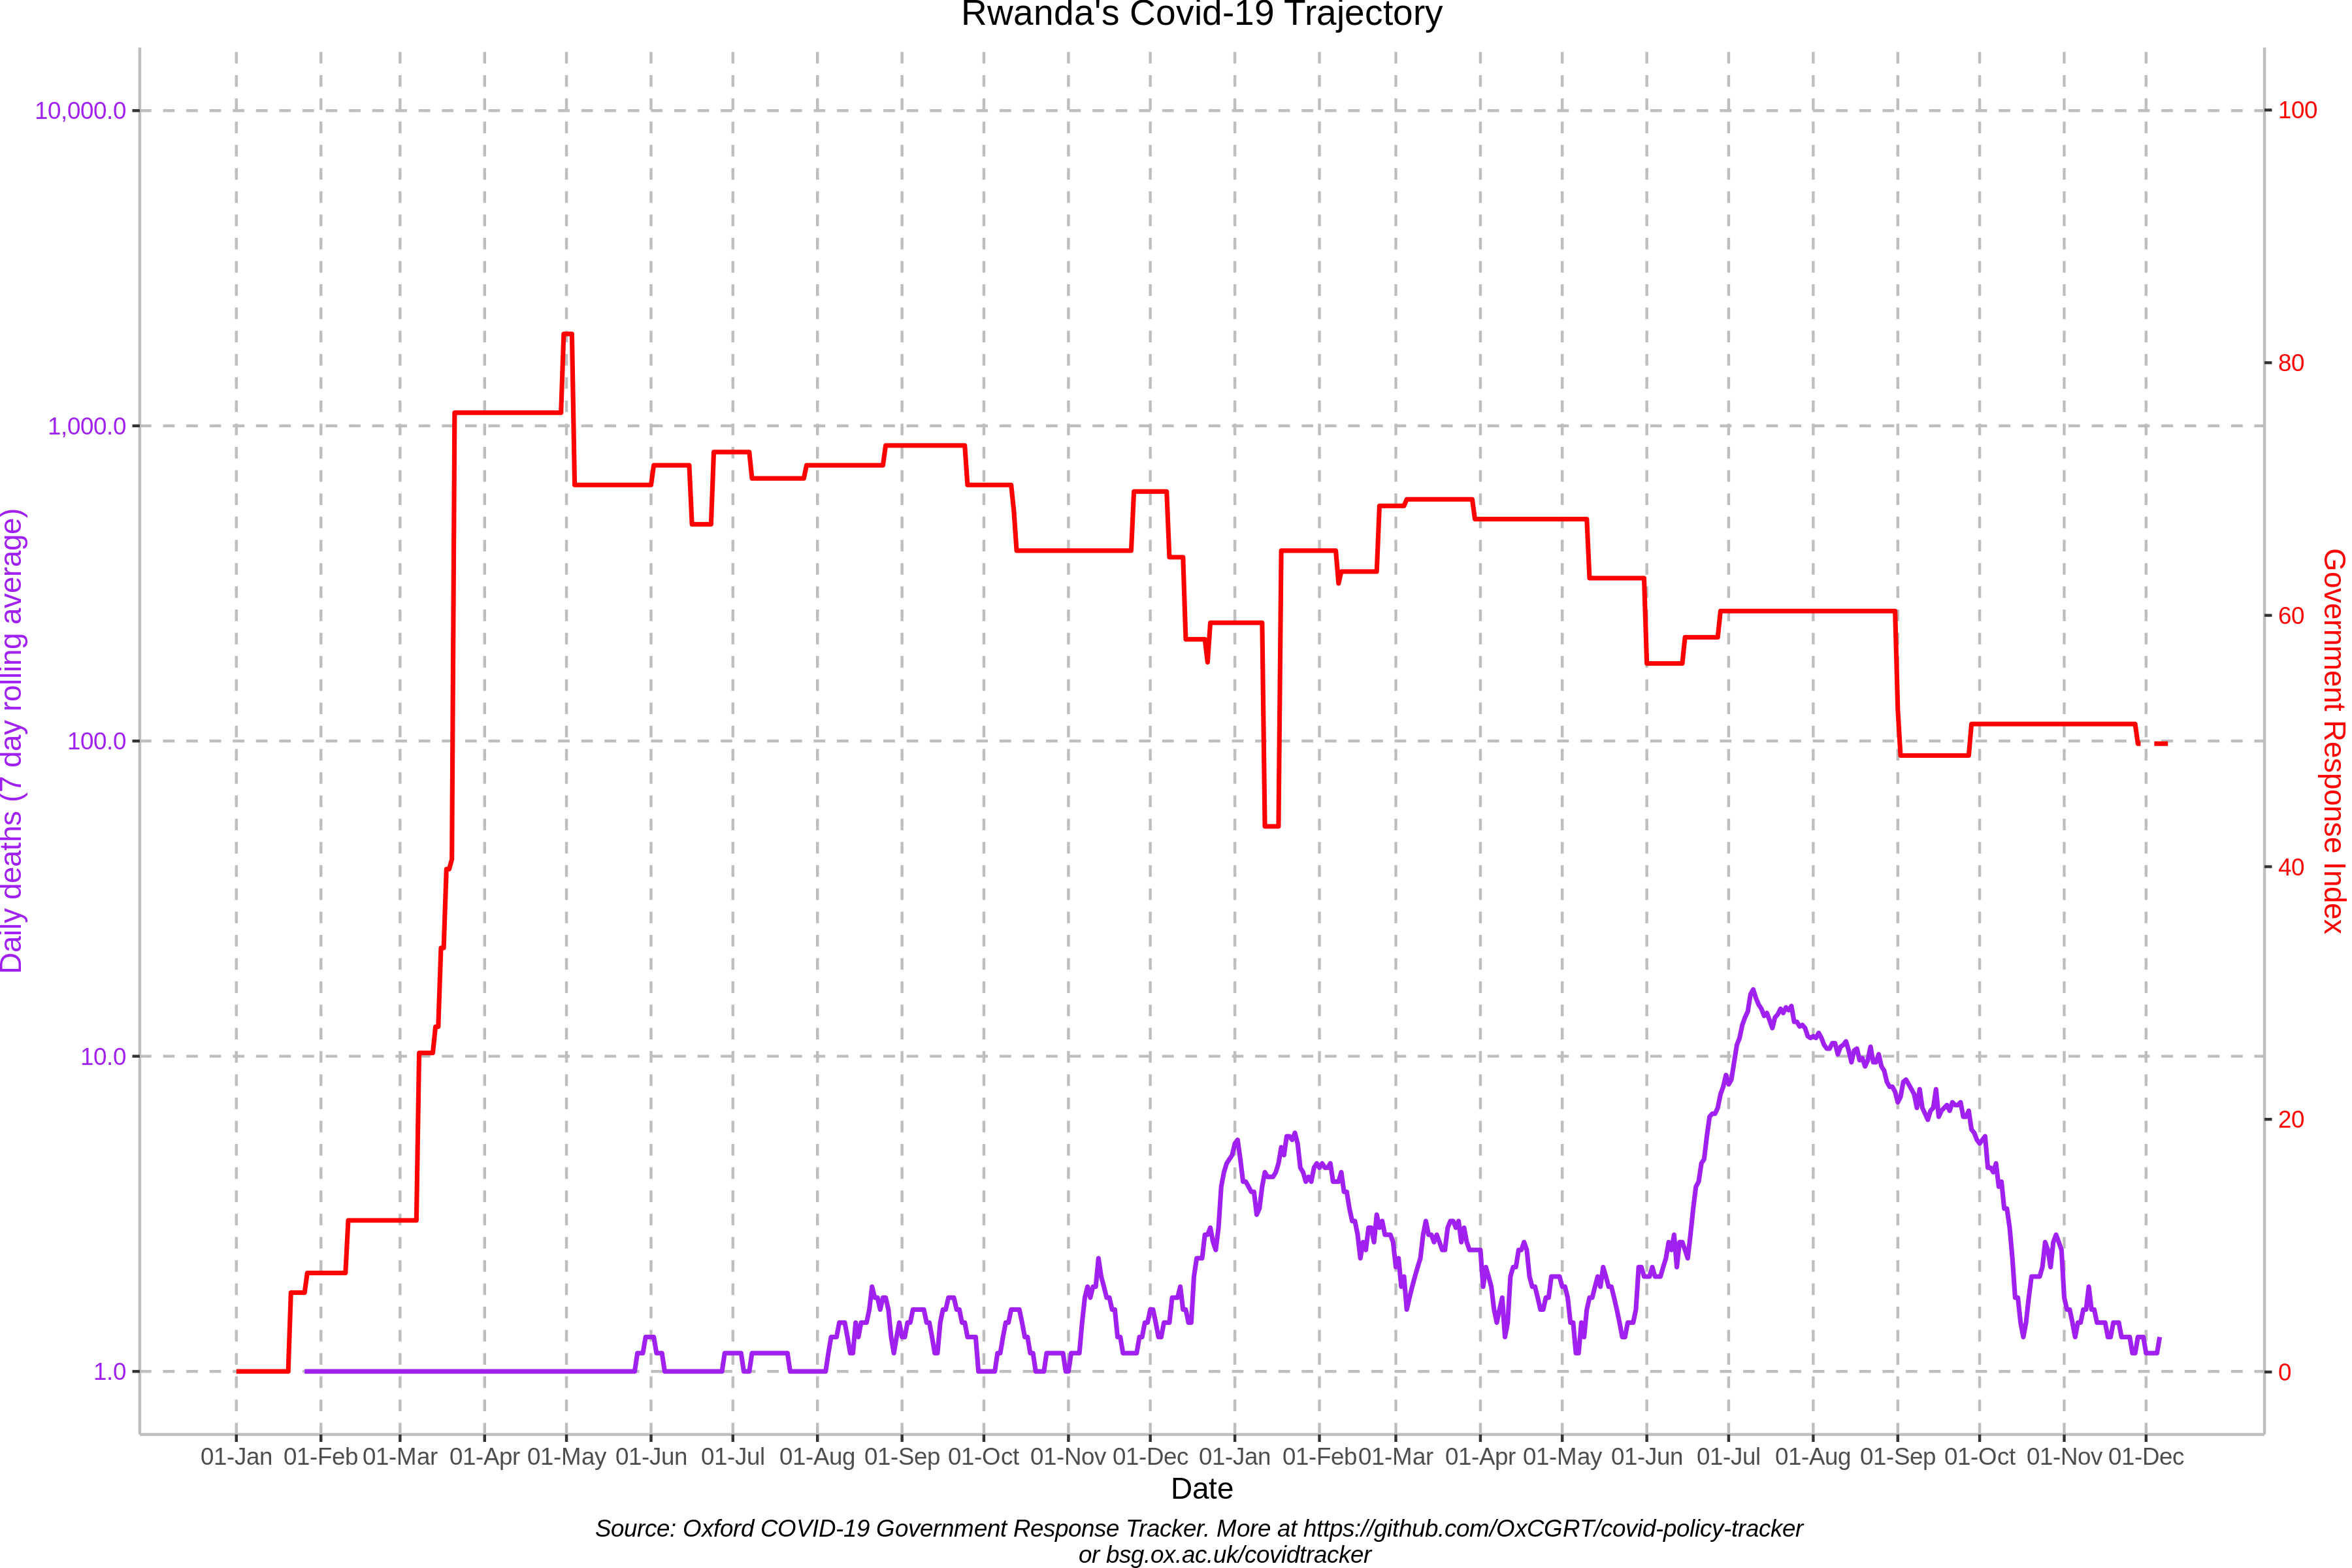 Rwanda's Covid-19 Trajectory
10,000.0
1,000.0
100.0
10.0
1.0
Daily deaths (7 day rolling average)
100
80
60
40
20
0
Government Response Index
01-Jan 01-Feb 01-Mar 01-Apr 01-May 01-Jun 01-Jul 01-Aug 01-Sep 01-Oct 01-Nov 01-Dec 01-Jan 01-Feb 01-Mar 01-Apr 01-May 01-Jun 01-Jul 01-Aug 01-Sep 01-Oct 01-Nov 01-Dec
Date
Source: Oxford COVID-19 Government Response Tracker. More at https://github.com/OxCGRT/covid-policy-tracker
or bsg.ox.ac.uk/covidtracker